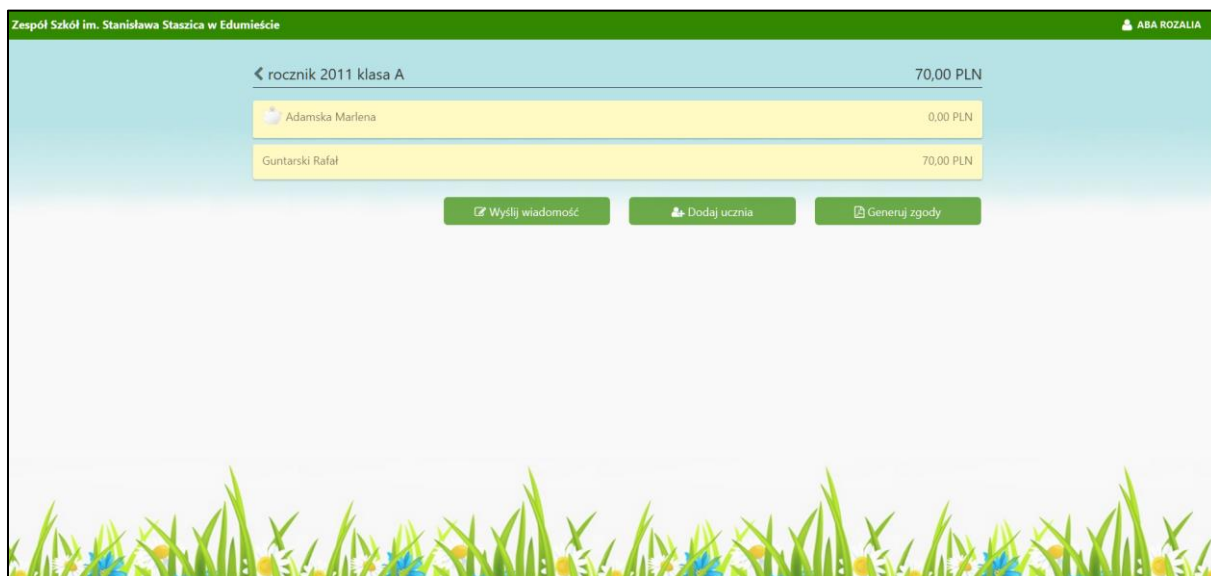 Zespół Szkół im. Stanisława Staszica w Edumieście ABA ROZALIA
rocznik 2011 klasa A 70,00 PLN
Adamska Marlena 0,00 PLN
Guntarski Rafał 70,00 PLN
Wyślij wiadomość Dodaj ucznia Generuj zgody